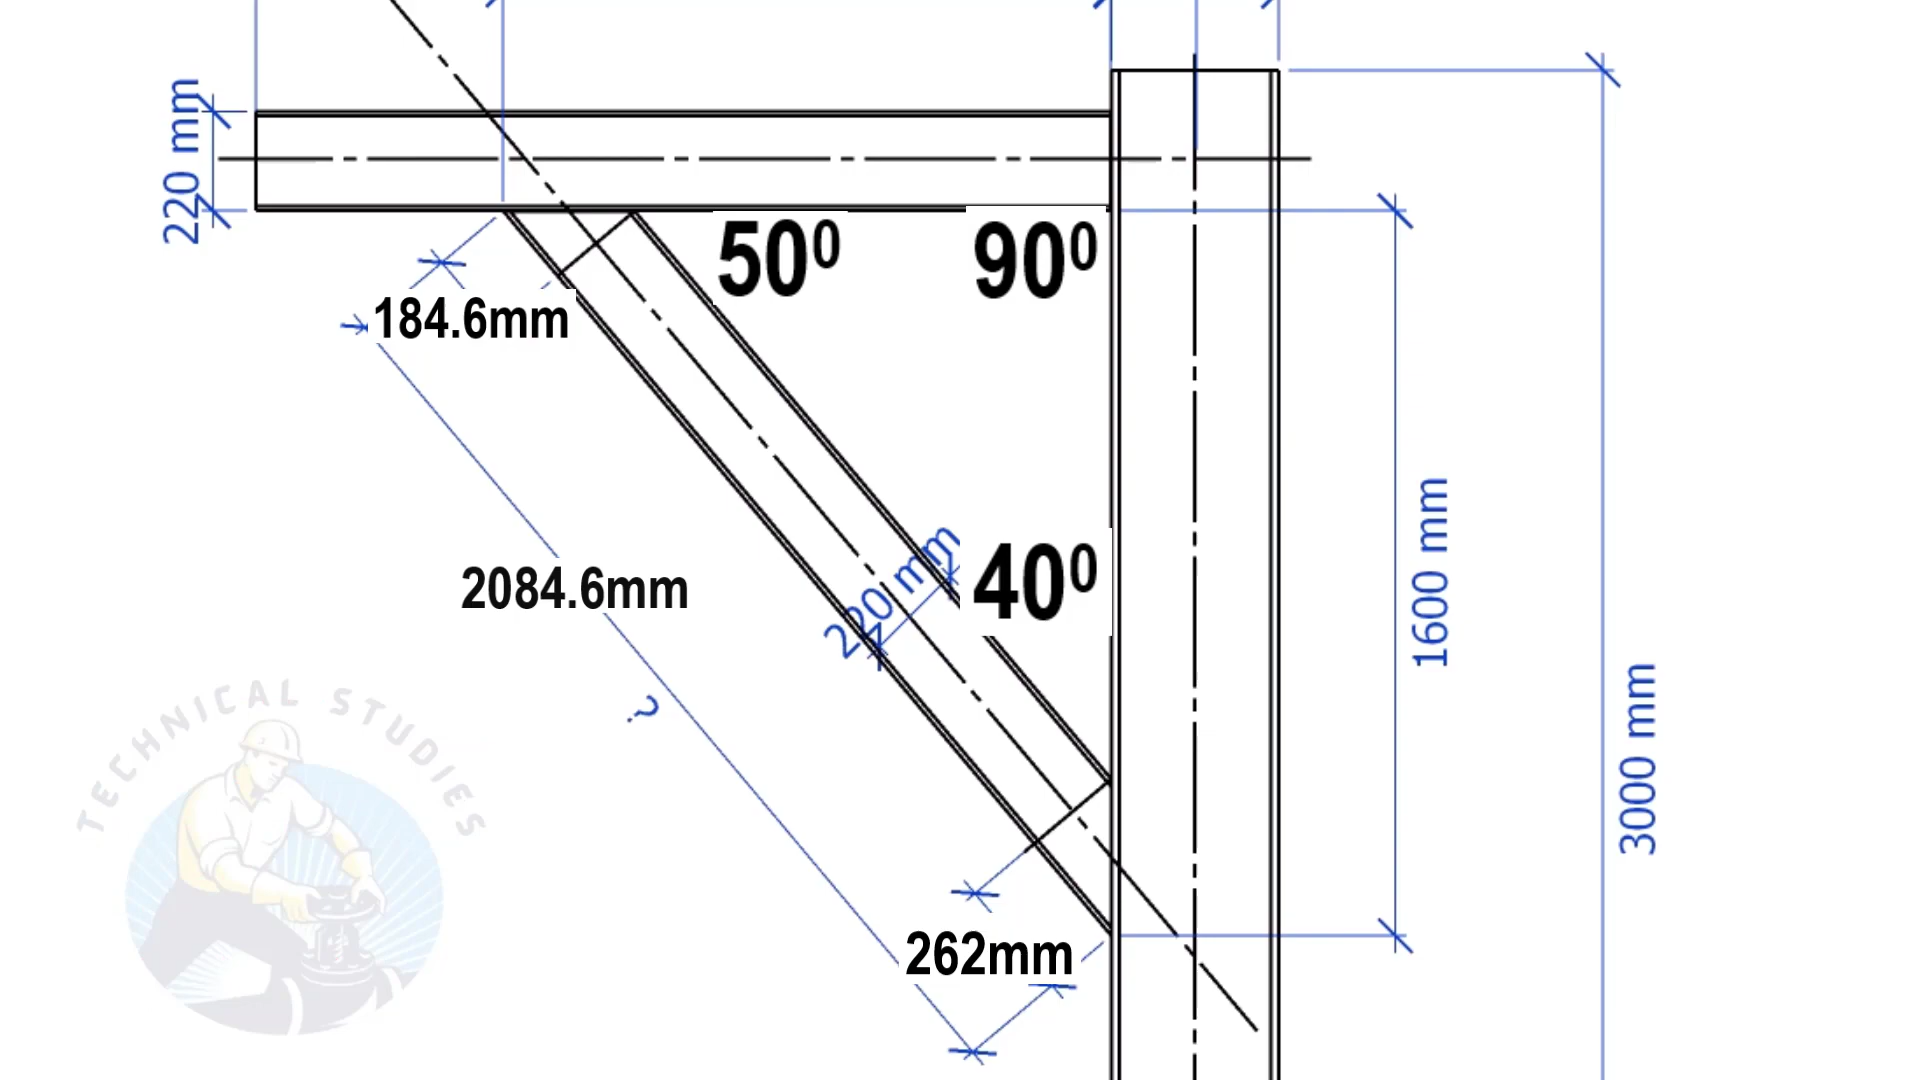 220 mm
50⁰
90⁰
184.6mm
2084.6mm
220 mm
40⁰
1600 mm
?
3000 mm
262mm
TECHNICAL STUDIES